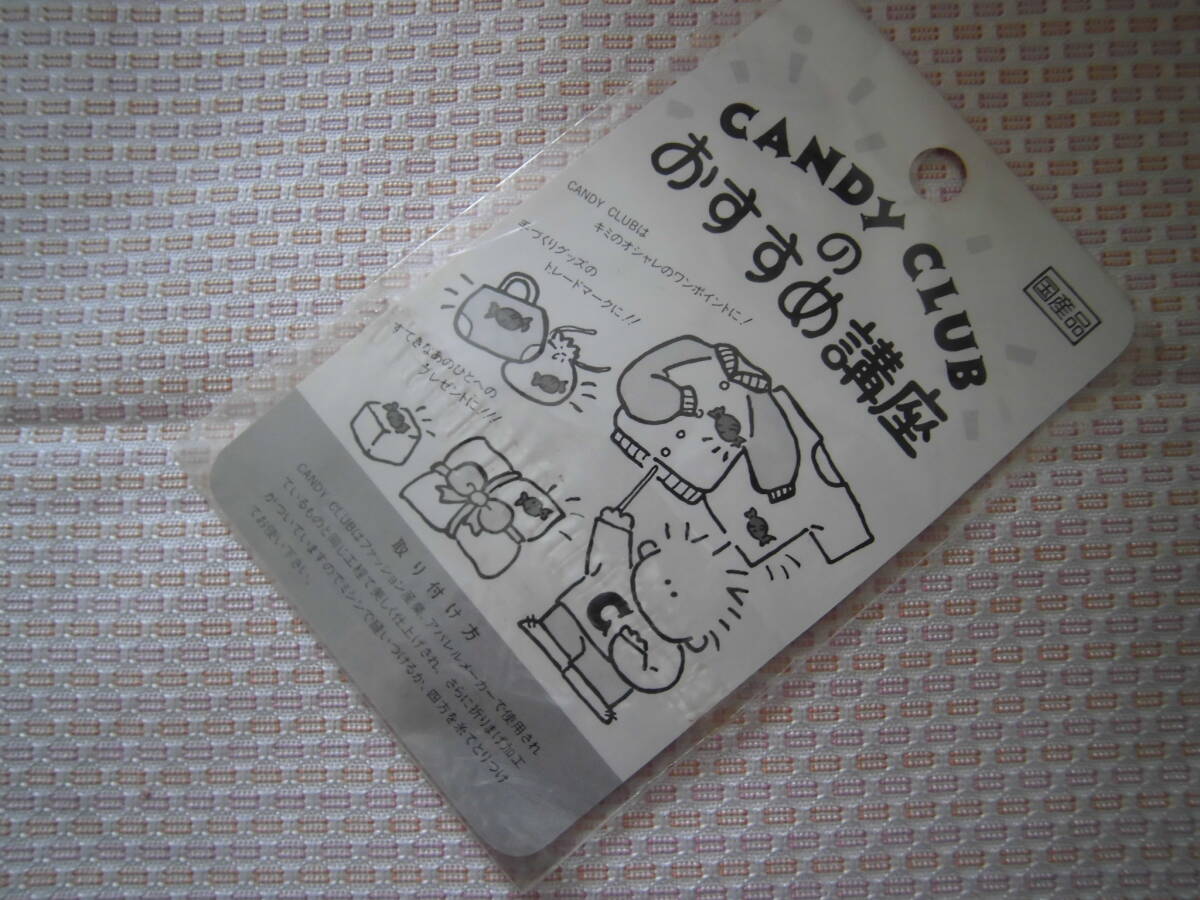 CANDY CLUB
の
おすすめ講座
国産品
CANDY CLUBは
キミのオシャレのワンポイントに!
手づくりグッズの
トレードマークに!!
すてきなあのひとへの
プレゼントに!!!
C
取り付け方
CANDY CLUBはファッション産業、アパレルメーカーで使用され
ているものと同じ工程で美しく仕上げされ、さらに折りまげ加工
がついていますのでミシンで縫いつけるか、四方を糸でとりつけ
てお使い下さい。